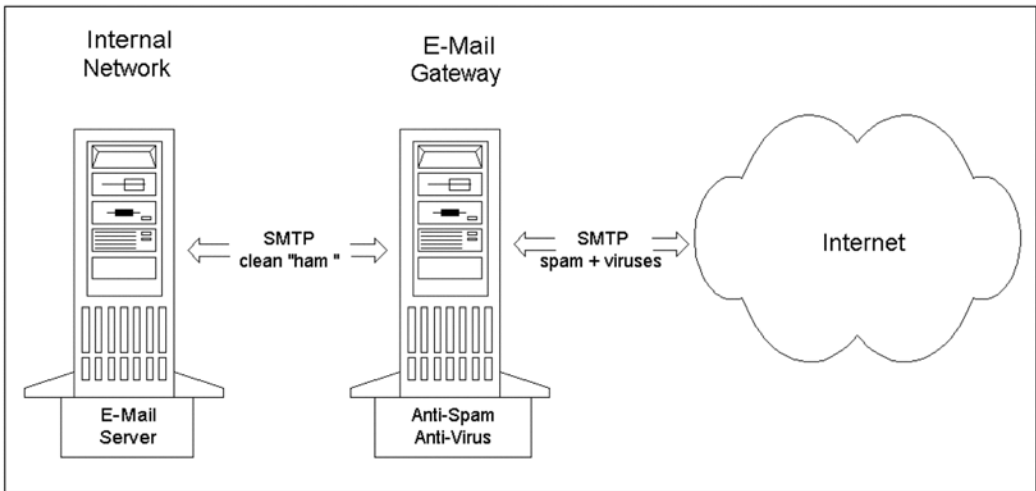 Internal
Network
E-Mail
Gateway
SMTP
clean "ham "
SMTP
spam + viruses
Internet
E-Mail
Server
Anti-Spam
Anti-Virus